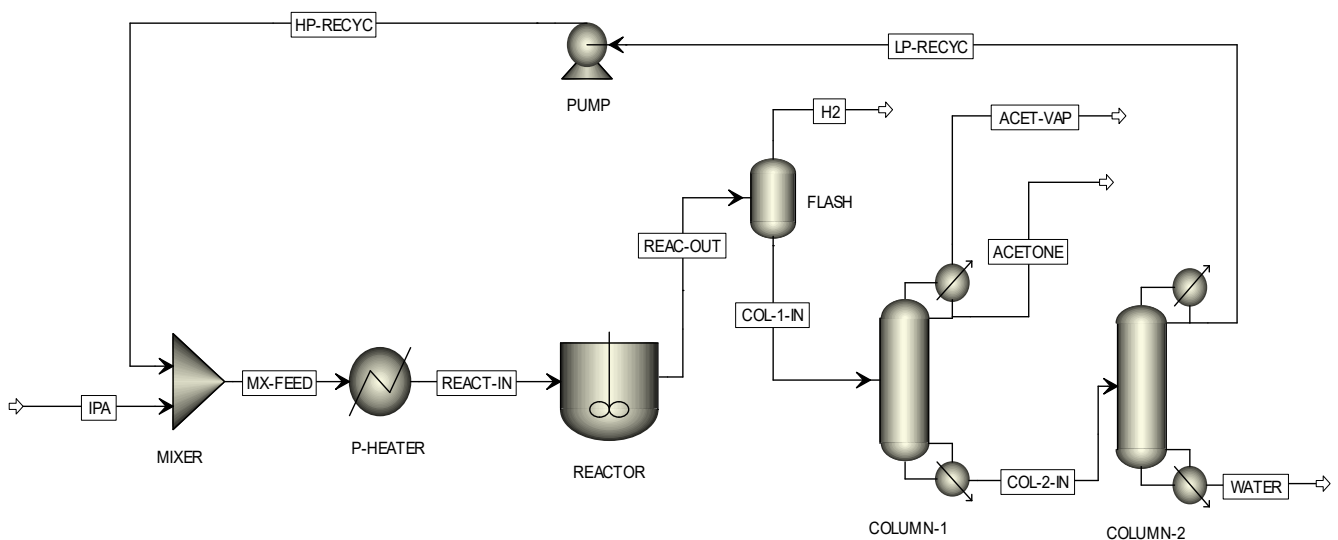 HP-RECYC
LP-RECYC
PUMP
H2
ACET-VAP
FLASH
REAC-OUT
ACETONE
COL-1-IN
MX-FEED
REACT-IN
IPA
MIXER
P-HEATER
REACTOR
COL-2-IN
WATER
COLUMN-1
COLUMN-2